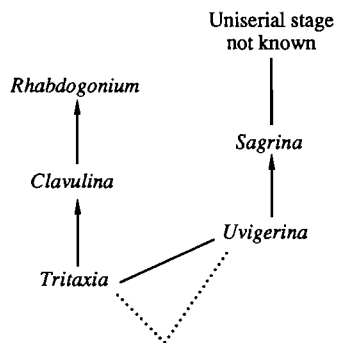 Uniserial stage
not known
Rhabdogonium
Sagrina
Clavulina
Uvigerina
Tritaxia